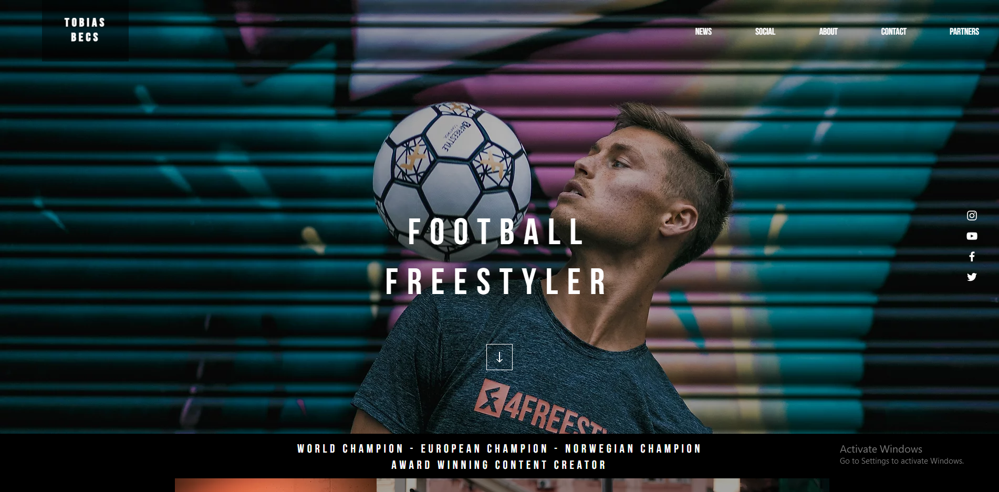 TOBIAS
BECS
NEWS
SOCIAL
ABOUT
CONTACT
PARTNERS
4FREESTYLE
FOOTBALL
FREESTYLER
4FREEST
WORLD CHAMPION - EUROPEAN CHAMPION - NORWEGIAN CHAMPION
AWARD WINNING CONTENT CREATOR
Activate Windows
Go to Settings to activate Windows.